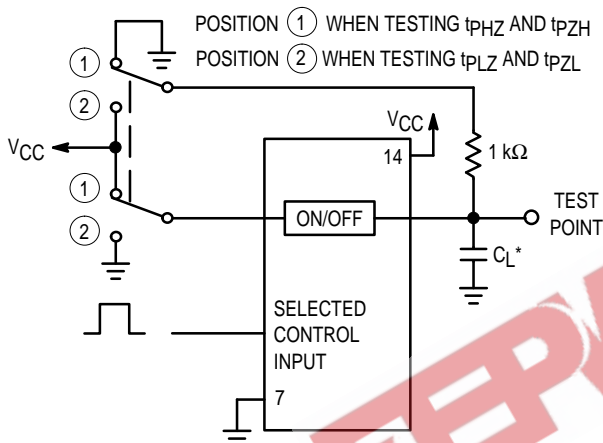 POSITION 1 WHEN TESTING tPHZ AND tPZH
POSITION 2 WHEN TESTING tPLZ AND tPZL
1
2
VCC
1
2
VCC
14
1 kΩ
ON/OFF
TEST
POINT
CL*
SELECTED
CONTROL
INPUT
7